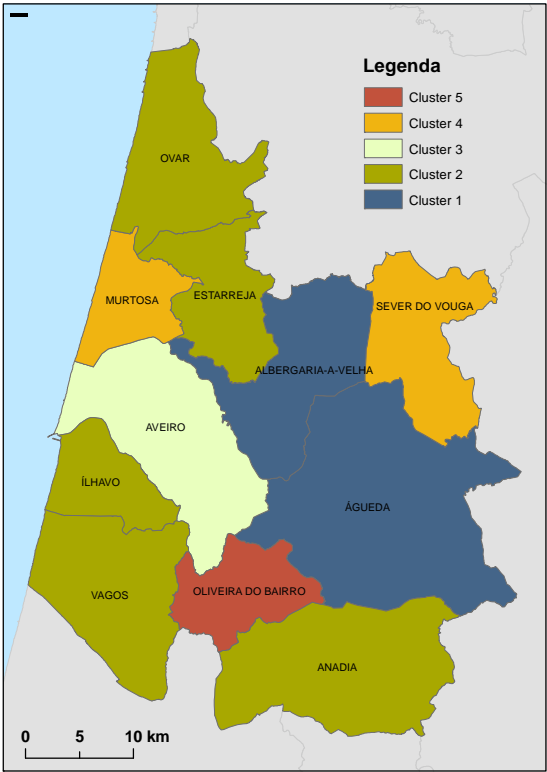 Legenda
Cluster 5
Cluster 4
Cluster 3
Cluster 2
Cluster 1
OVAR
MURTOSA
ESTARREJA
SEVER DO VOUGA
ALBERGARIA-A-VELHA
AVEIRO
ÍLHAVO
ÁGUEDA
VAGOS
OLIVEIRA DO BAIRRO
ANADIA
0 5 10 km